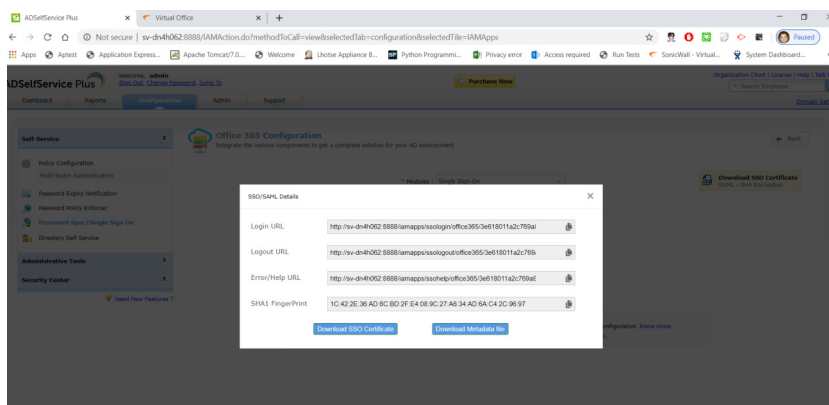 ADSelfService Plus
Virtual Office
Not secure | sv-dn4h062:8888/IAMAction.do?methodToCall=view&selectedTab=configuration&selectedTile=IAMApps
Paused
Apps Aptest Application Express... Apache Tomcat/7.0.... Welcome Lhotse Appliance B... Python Programmi... Privacy error Access required Run Tests SonicWall - Virtual... System Dashboard...
ADSelfService Plus
Welcome, admin
Sign Out, Change Password, Jump To
Purchase Now
Organization Chart | License | Help | Talk
Search Employee
Dashboard Reports Configuration Admin Support
Domain Set
Self-Service
Office 365 Configuration
Integrate the various components to get a complete solution for your AD environment
Back
Policy Configuration
Multi-factor Authentication
Password Expiry Notification
Password Policy Enforcer
Password Sync/Single Sign On
Directory Self Service
Administrative Tools
Security Center
Need New Features ?
* Modules : Single Sign-On
Download SSO Certificate
SAML - SHA Encryption
SSO/SAML Details
Login URL http://sv-dn4h062:8888/iamapps/ssologin/office365/3e618011a2c769al
Logout URL http://sv-dn4h062:8888/iamapps/ssologout/office365/3e618011a2c769
Error/Help URL http://sv-dn4h062:8888/iamapps/ssohelp/office365/3e618011a2c769a
SHA1 FingerPrint 1C:42:2E:36:AD:6C:BD:2F:E4:08:9C:27:A6:34:AD:6A:C4:2C:96:97
Download SSO Certificate Download Metadata file
configuration. Know more